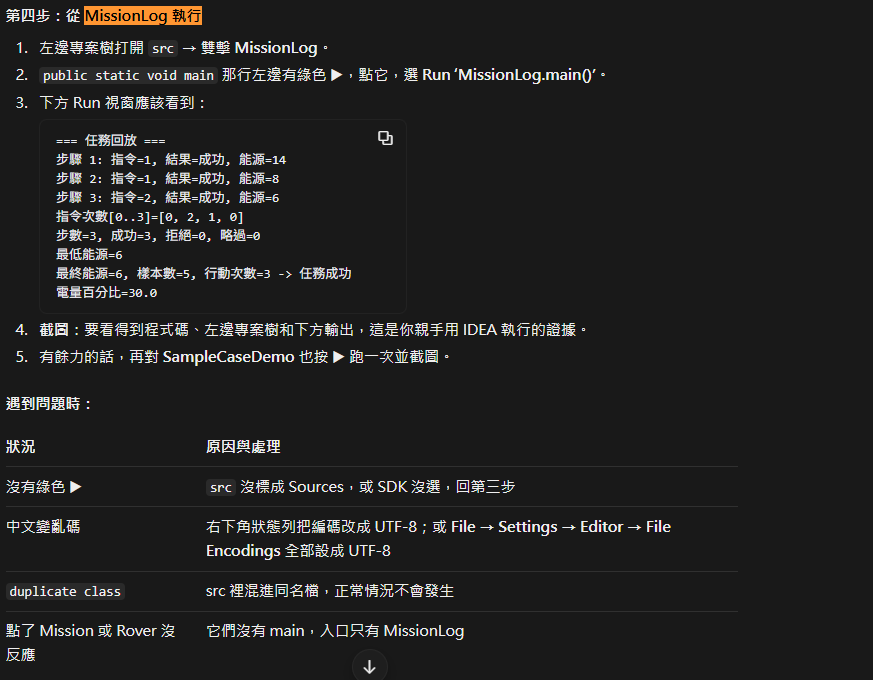 第四步：從 MissionLog 執行
1. 左邊專案樹打開 src → 雙擊 MissionLog。
2. public static void main 那行左邊有綠色 ▶，點它，選 Run ‘MissionLog.main()’。
3. 下方 Run 視窗應該看到：
=== 任務回放 ===
步驟 1: 指令=1, 結果=成功, 能源=14
步驟 2: 指令=1, 結果=成功, 能源=8
步驟 3: 指令=2, 結果=成功, 能源=6
指令次數[0..3]=[0, 2, 1, 0]
步數=3, 成功=3, 拒絕=0, 略過=0
最低能源=6
最終能源=6, 樣本數=5, 行動次數=3 -> 任務成功
電量百分比=30.0
4. 截圖：要看得到程式碼、左邊專案樹和下方輸出，這是你親手用 IDEA 執行的證據。
5. 有餘力的話，再對 SampleCaseDemo 也按 ▶ 跑一次並截圖。
遇到問題時：
狀況 原因與處理
沒有綠色 ▶ src 沒標成 Sources，或 SDK 沒選，回第三步
中文變亂碼 右下角狀態列把編碼改成 UTF-8；或 File → Settings → Editor → File
Encodings 全部設成 UTF-8
duplicate class src 裡混進同名檔，正常情況不會發生
點了 Mission 或 Rover 沒 它們沒有 main，入口只有 MissionLog
反應